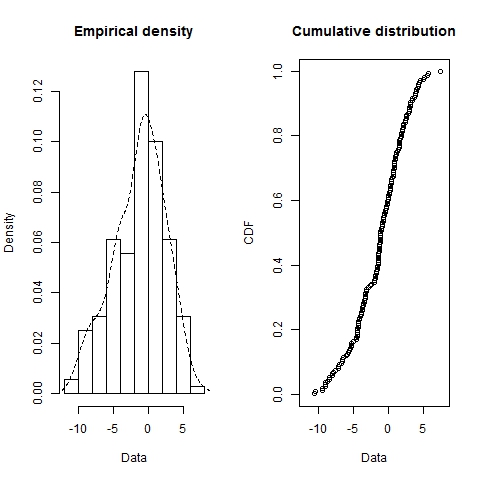 Empirical density
Density
0.00 0.02 0.04 0.06 0.08 0.10 0.12
-10 -5 0 5
Data
Cumulative distribution
CDF
0.0 0.2 0.4 0.6 0.8 1.0
-10 -5 0 5
Data